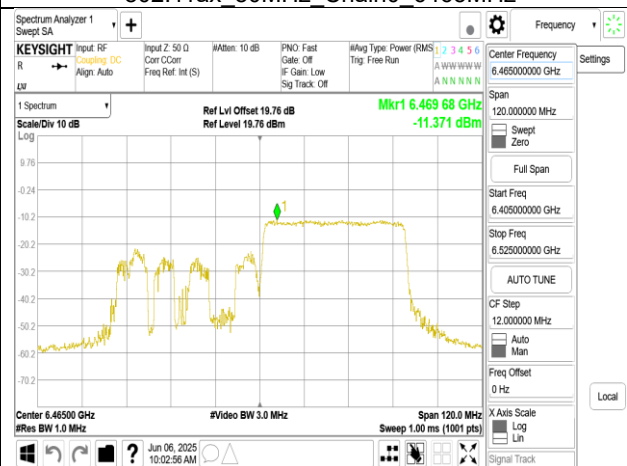 Spectrum Analyzer 1
Swept SA
Frequency
Settings
KEYSIGHT
R
LXI
Input: RF
Coupling: DC
Align: Auto
Input Z: 50 Ω
Corr CCorr
Freq Ref: Int (S)
#Atten: 10 dB
PNO: Fast
Gate: Off
IF Gain: Low
Sig Track: Off
#Avg Type: Power (RMS
Trig: Free Run
1 2 3 4 5 6
A W W W W W
A N N N N N
1 Spectrum
Scale/Div 10 dB
Log
Ref Lvl Offset 19.76 dB
Ref Level 19.76 dBm
Mkr1 6.469 68 GHz
-11.371 dBm
9.76
-0.24
-10.2
-20.2
-30.2
-40.2
-50.2
-60.2
-70.2
1
Center 6.46500 GHz
#Res BW 1.0 MHz
#Video BW 3.0 MHz
Span 120.0 MHz
Sweep 1.00 ms (1001 pts)
Center Frequency
6.465000000 GHz
Span
120.000000 MHz
Swept
Zero
Full Span
Start Freq
6.405000000 GHz
Stop Freq
6.525000000 GHz
AUTO TUNE
CF Step
12.000000 MHz
Auto
Man
Freq Offset
0 Hz
X Axis Scale
Log
Lin
Signal Track
Local
?
Jun 06, 2025
10:02:56 AM